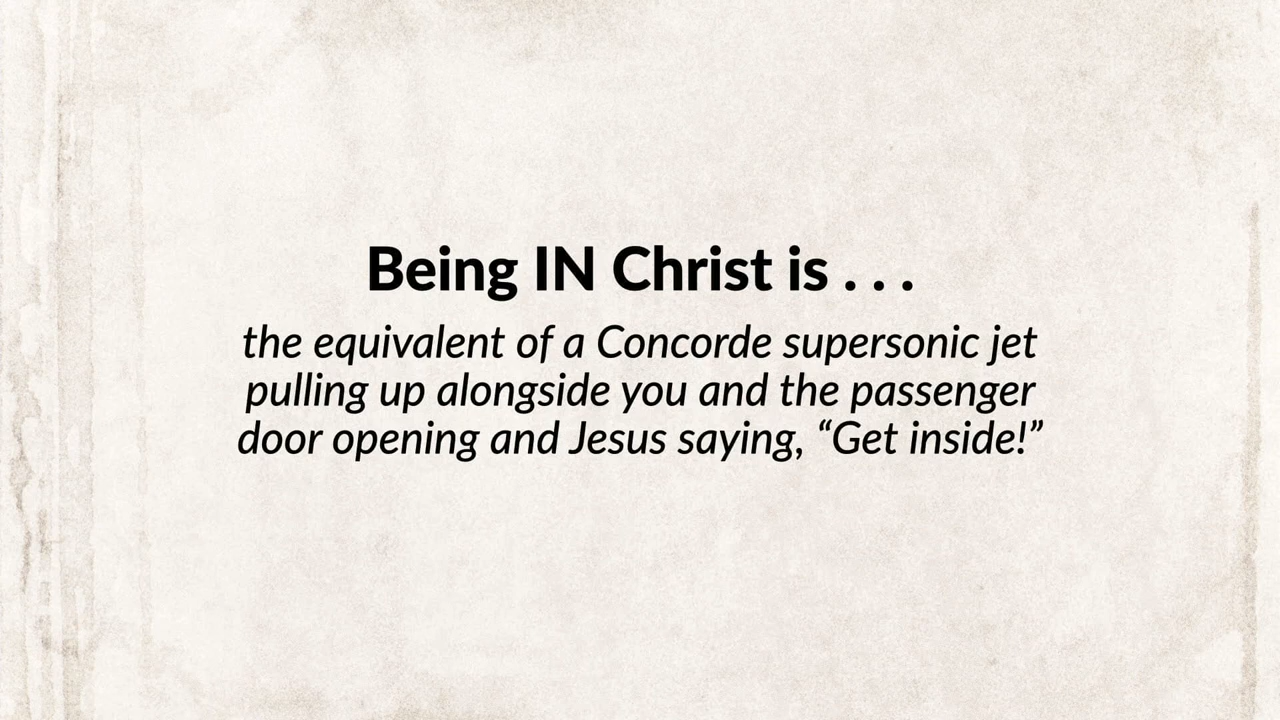 Being IN Christ is . . .
the equivalent of a Concorde supersonic jet
pulling up alongside you and the passenger
door opening and Jesus saying, “Get inside!”